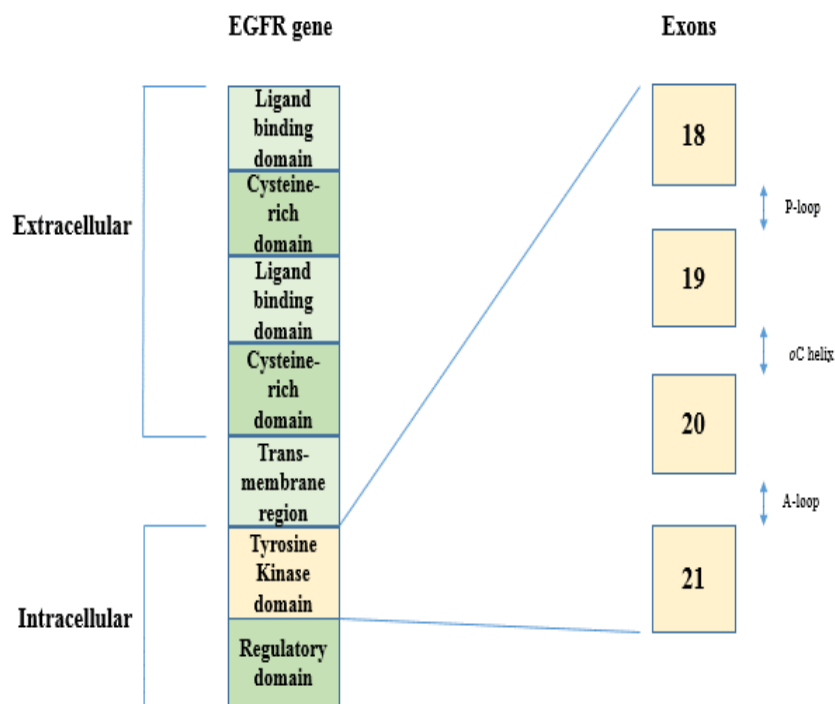 EGFR gene
Exons
Extracellular
Ligand
binding
domain
Cysteine-
rich
domain
Ligand
binding
domain
Cysteine-
rich
domain
Trans-
membrane
region
Intracellular
Tyrosine
Kinase
domain
Regulatory
domain
18
P-loop
19
αC helix
20
A-loop
21